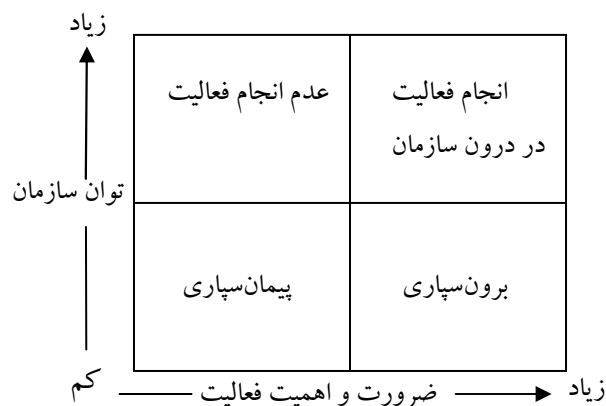 زیاد
انجام فعالیت
در درون سازمان
عدم انجام فعالیت
توان سازمان
برون‌سپاری
پیمان‌سپاری
کم
ضرورت و اهمیت فعالیت
زیاد